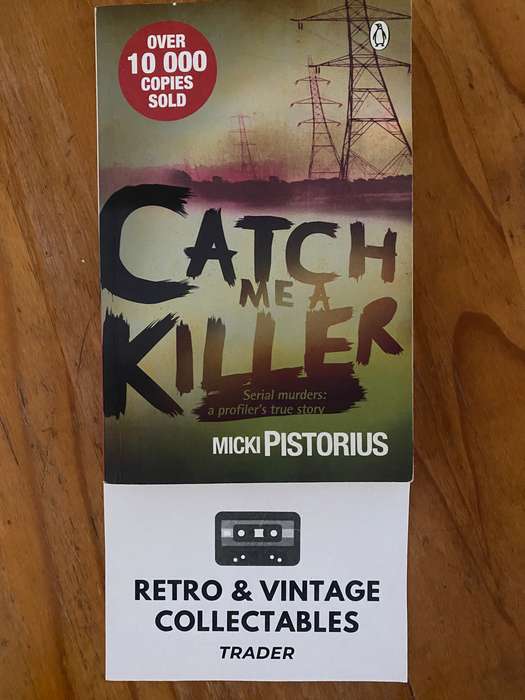 OVER
10 000
COPIES
SOLD
CATCH
ME A
KILLER
Serial murders:
a profiler's true story
MICKI PISTORIUS
RETRO & VINTAGE
COLLECTABLES
TRADER